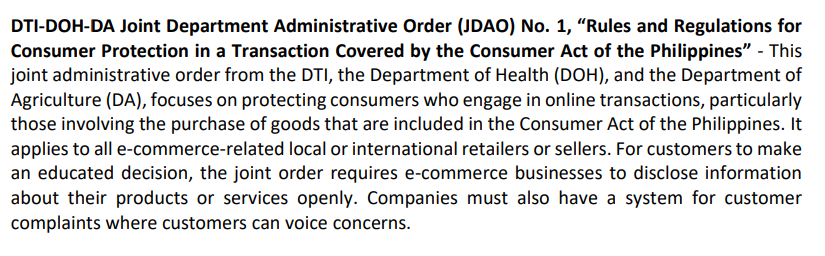 DTI-DOH-DA Joint Department Administrative Order (JDAO) No. 1, “Rules and Regulations for
Consumer Protection in a Transaction Covered by the Consumer Act of the Philippines” - This
joint administrative order from the DTI, the Department of Health (DOH), and the Department of
Agriculture (DA), focuses on protecting consumers who engage in online transactions, particularly
those involving the purchase of goods that are included in the Consumer Act of the Philippines. It
applies to all e-commerce-related local or international retailers or sellers. For customers to make
an educated decision, the joint order requires e-commerce businesses to disclose information
about their products or services openly. Companies must also have a system for customer
complaints where customers can voice concerns.